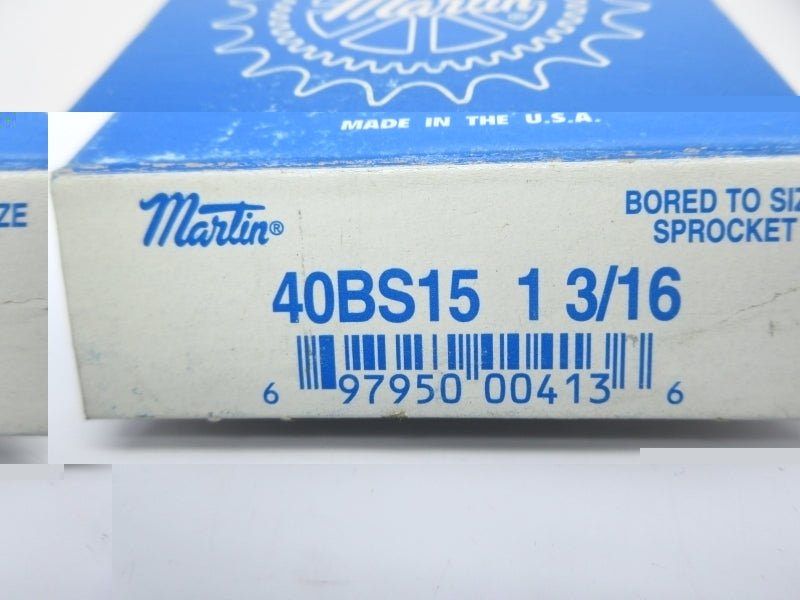 Martin®
MADE IN THE U.S.A.
ZE
Martin®
BORED TO SIZ
SPROCKET
40BS15 1 3/16
6 97950 00413 6